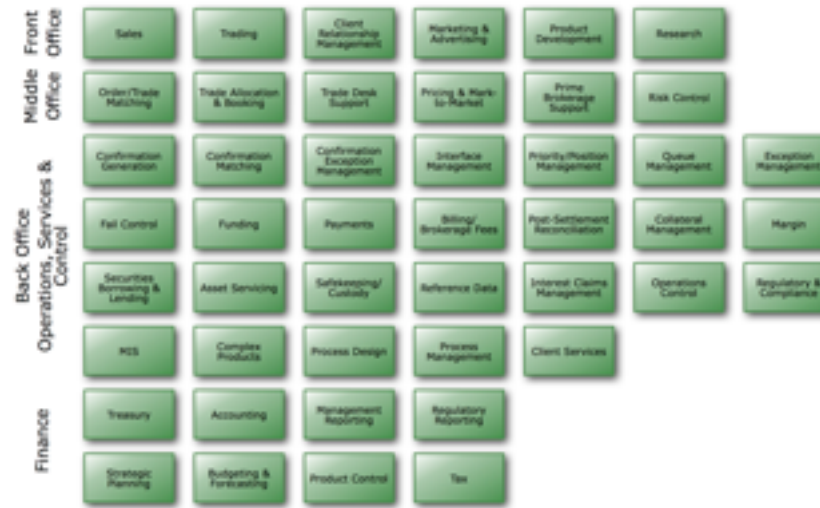 Front
Office
Sales
Trading
Client
Relationship
Management
Marketing &
Advertising
Product
Development
Research
Middle
Office
Order/Trade
Matching
Trade Allocation
& Booking
Trade Desk
Support
Pricing & Mark-
to-Market
Prime
Brokerage
Support
Risk Control
Back Office
Operations, Services &
Control
Confirmation
Generation
Confirmation
Matching
Confirmation
Exception
Management
Interface
Management
Priority/Position
Management
Queue
Management
Exception
Management
Fail Control
Funding
Payments
Billing/
Brokerage Fees
Post-Settlement
Reconciliation
Collateral
Management
Margin
Securities
Borrowing &
Lending
Asset Servicing
Safekeeping/
Custody
Reference Data
Interest Claims
Management
Operations
Control
Regulatory &
Compliance
MIS
Complex
Products
Process Design
Process
Management
Client Services
Finance
Treasury
Accounting
Management
Reporting
Regulatory
Reporting
Strategic
Planning
Budgeting &
Forecasting
Product Control
Tax